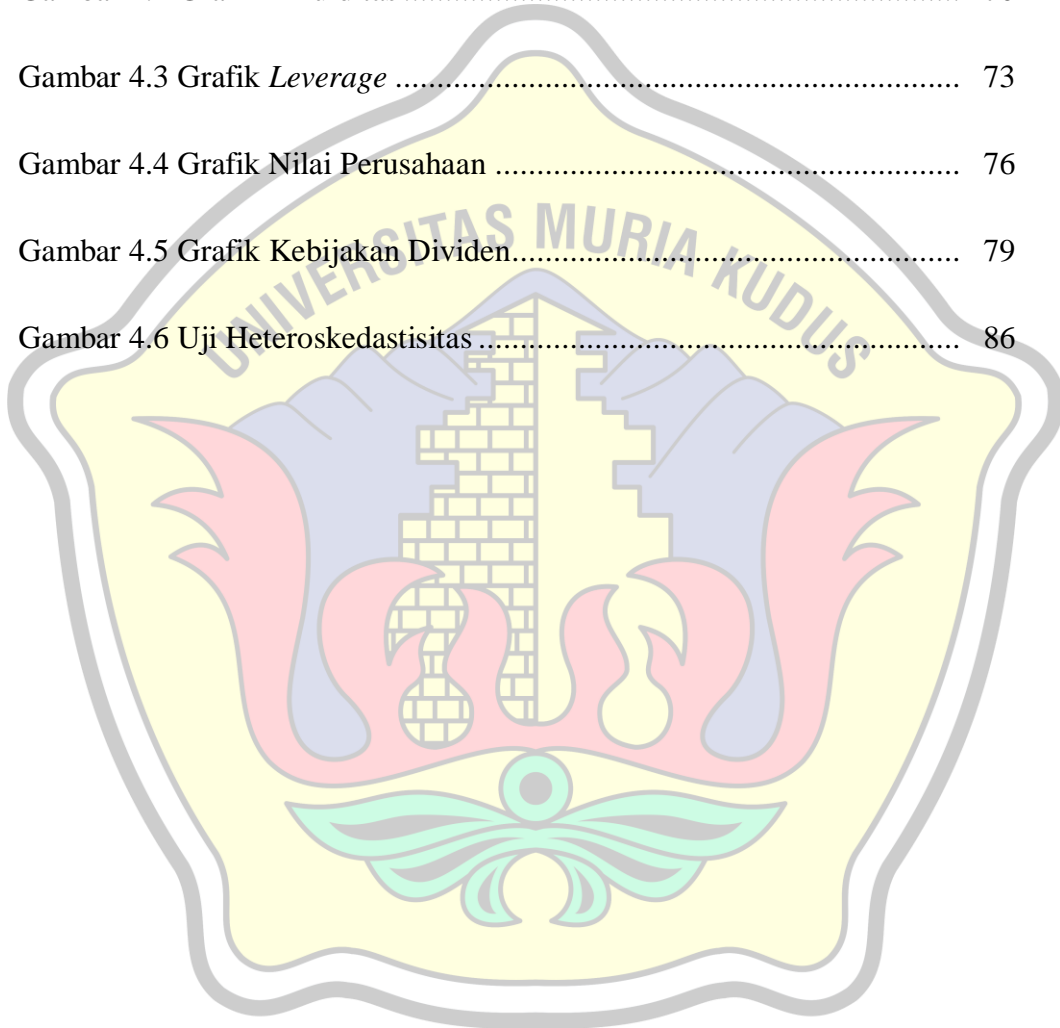 Gambar 4.3 Grafik Leverage ...................................................................... 73
Gambar 4.4 Grafik Nilai Perusahaan .......................................................... 76
Gambar 4.5 Grafik Kebijakan Dividen........................................................ 79
Gambar 4.6 Uji Heteroskedastisitas ............................................................ 86
UNIVERSITAS MURIA KUDUS